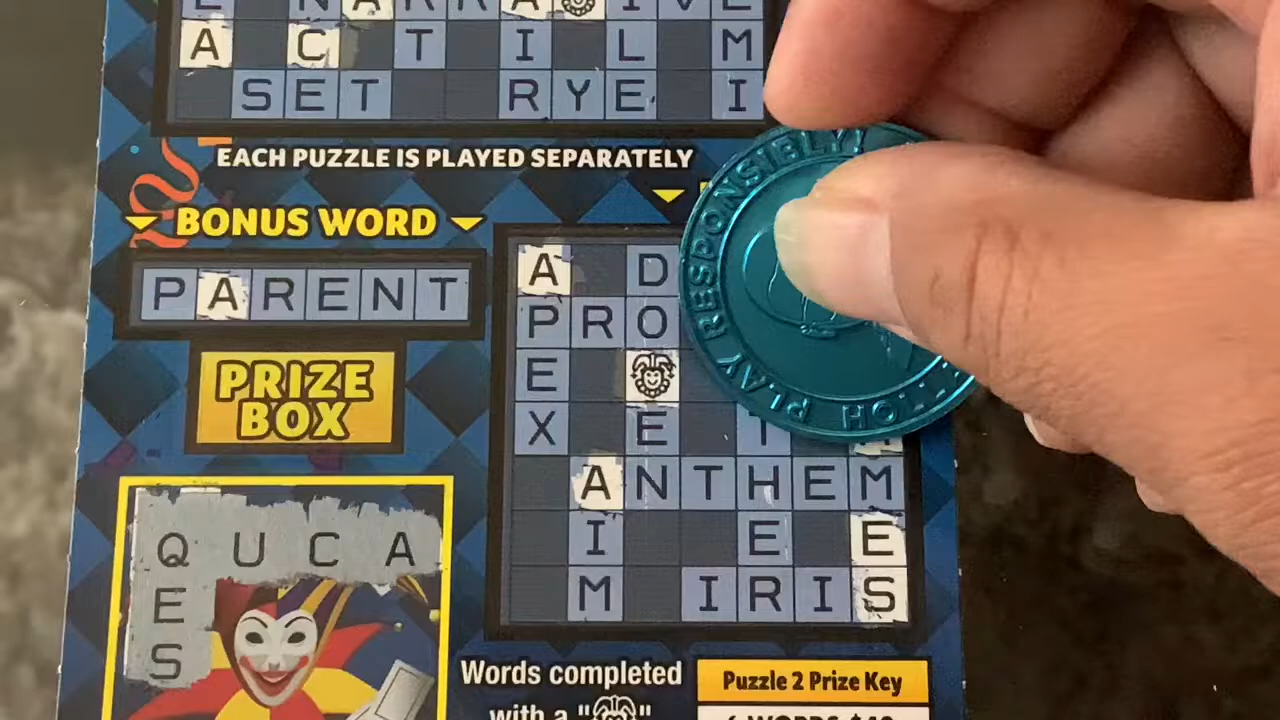 A C T I L M
SET RYE I
EACH PUZZLE IS PLAYED SEPARATELY
BONUS WORD
PARENT
PRIZE BOX
A D
PRO
E
X E T
ANTHEM
I E E
M IRIS
QUCA
E
S
PLAY RESPONSIBLY
Words completed
with a " "
Puzzle 2 Prize Key